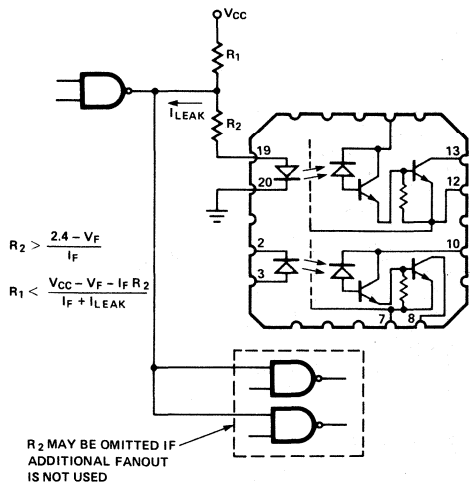 VCC
R1
ILEAK
R2
19
20
13
12
2
3
10
7
8
R2 > 2.4 – VF / IF
R1 < VCC – VF – IF R2 / IF + ILEAK
R2 MAY BE OMITTED IF
ADDITIONAL FANOUT
IS NOT USED